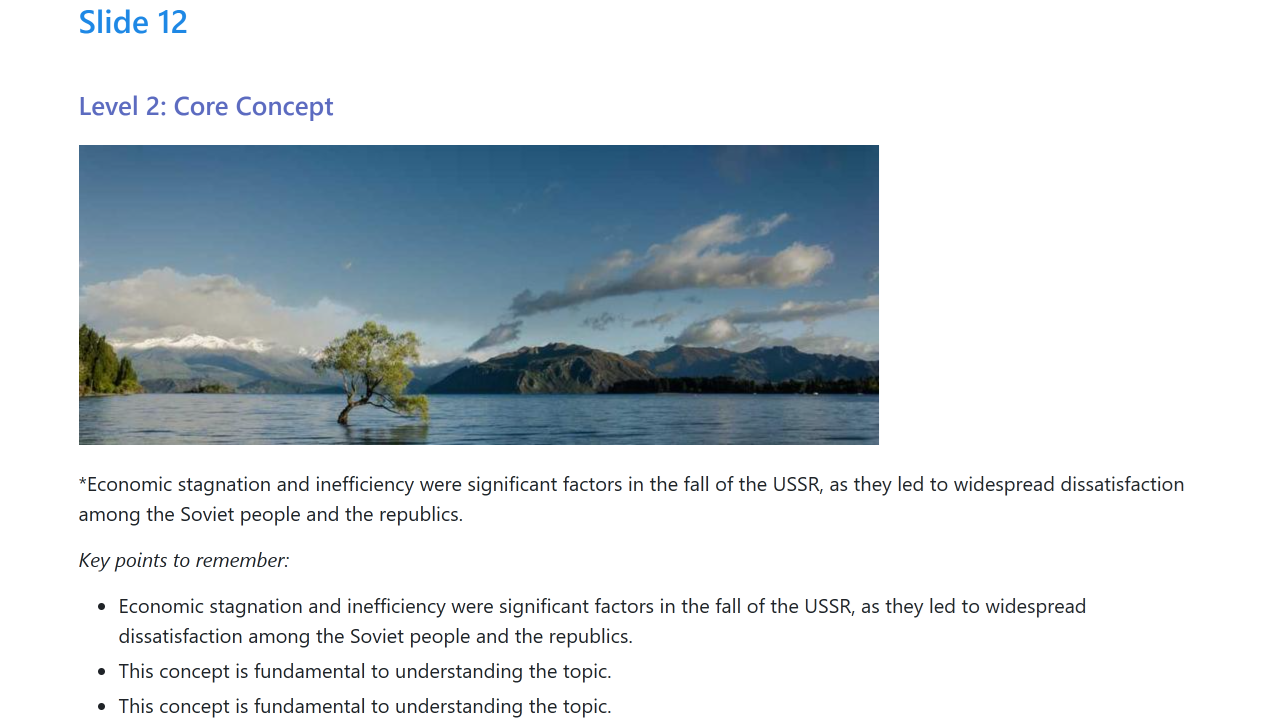 Slide 12
Level 2: Core Concept
*Economic stagnation and inefficiency were significant factors in the fall of the USSR, as they led to widespread dissatisfaction
among the Soviet people and the republics.
Key points to remember:
• Economic stagnation and inefficiency were significant factors in the fall of the USSR, as they led to widespread
dissatisfaction among the Soviet people and the republics.
• This concept is fundamental to understanding the topic.
• This concept is fundamental to understanding the topic.